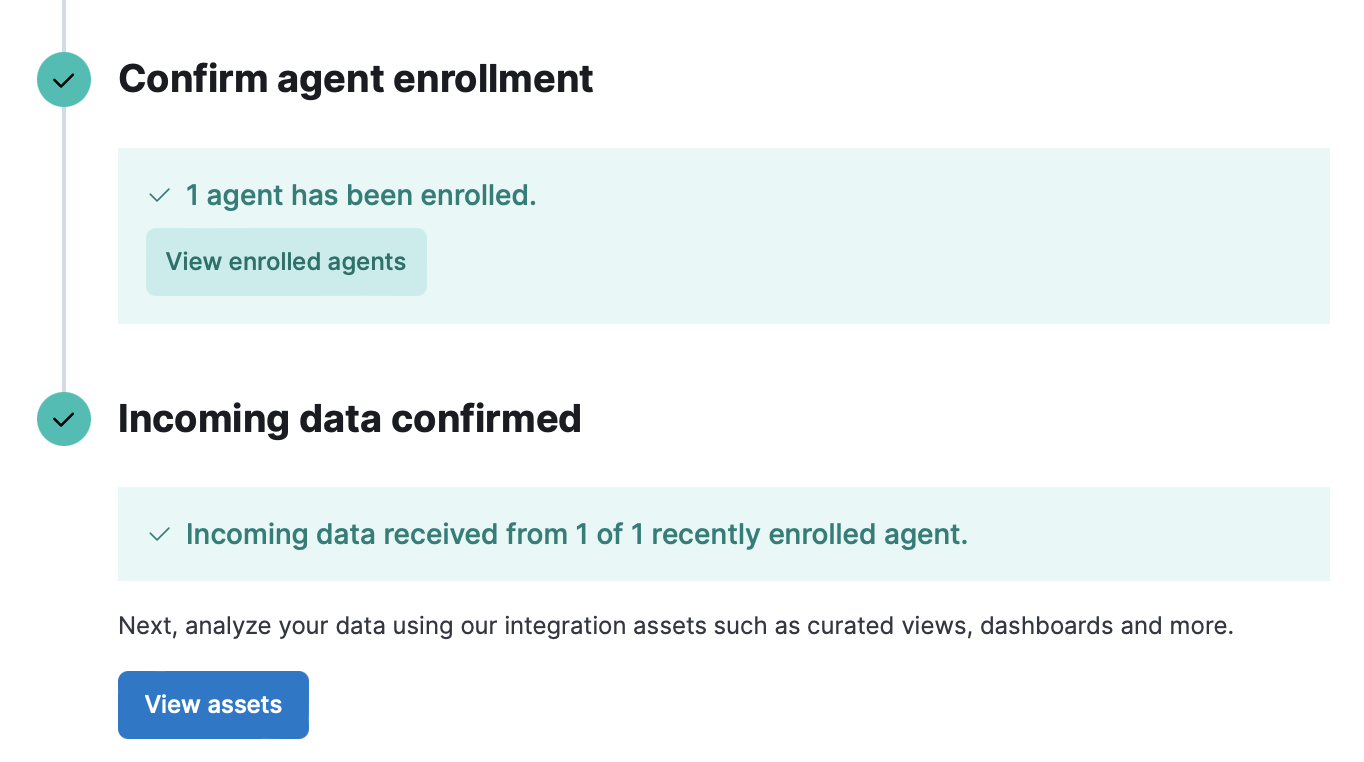 Confirm agent enrollment
1 agent has been enrolled.
View enrolled agents
Incoming data confirmed
Incoming data received from 1 of 1 recently enrolled agent.
Next, analyze your data using our integration assets such as curated views, dashboards and more.
View assets